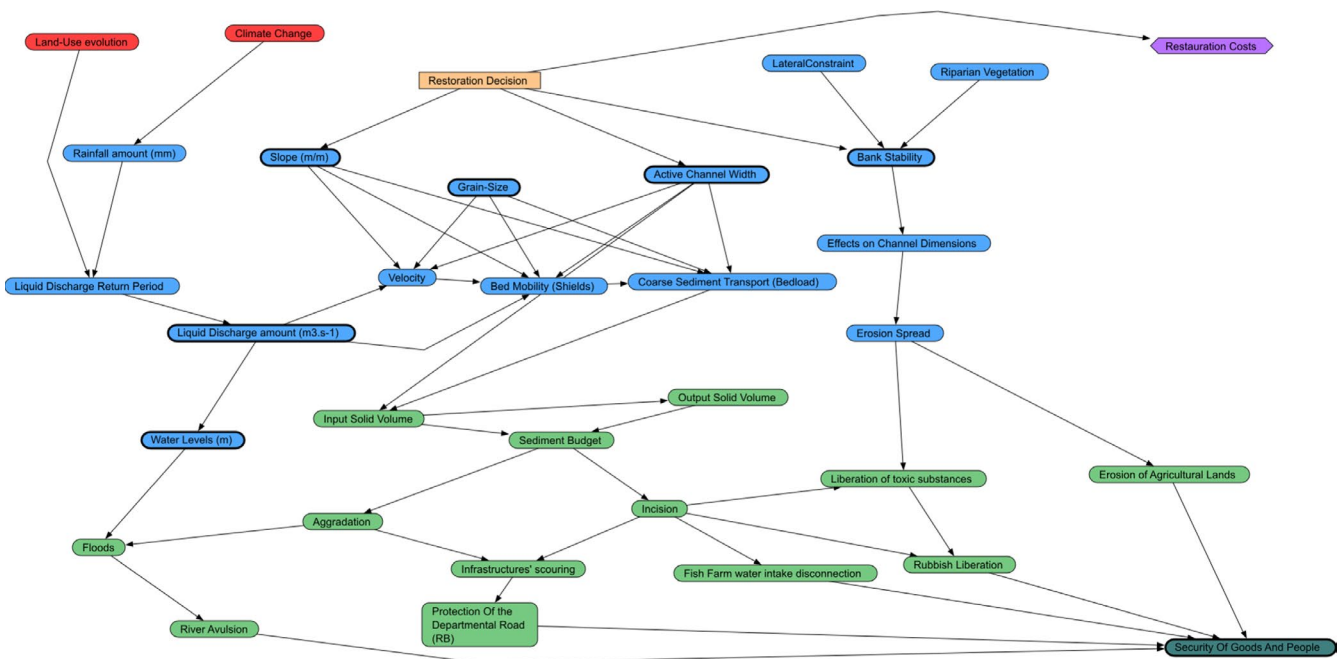 Climate Change
Land-Use evolution
Restauration Costs
LateralConstraint
Riparian Vegetation
Restoration Decision
Rainfall amount (mm)
Slope (m/m)
Bank Stability
Active Channel Width
Grain-Size
Effects on Channel Dimensions
Velocity
Coarse Sediment Transport (Bedload)
Liquid Discharge Return Period
Bed Mobility (Shields)
Liquid Discharge amount (m3.s-1)
Erosion Spread
Output Solid Volume
Input Solid Volume
Water Levels (m)
Sediment Budget
Erosion of Agricultural Lands
Liberation of toxic substances
Incision
Aggradation
Floods
Rubbish Liberation
Infrastructures' scouring
Fish Farm water intake disconnection
Protection Of the
Departmental Road
(RB)
River Avulsion
Security Of Goods And People